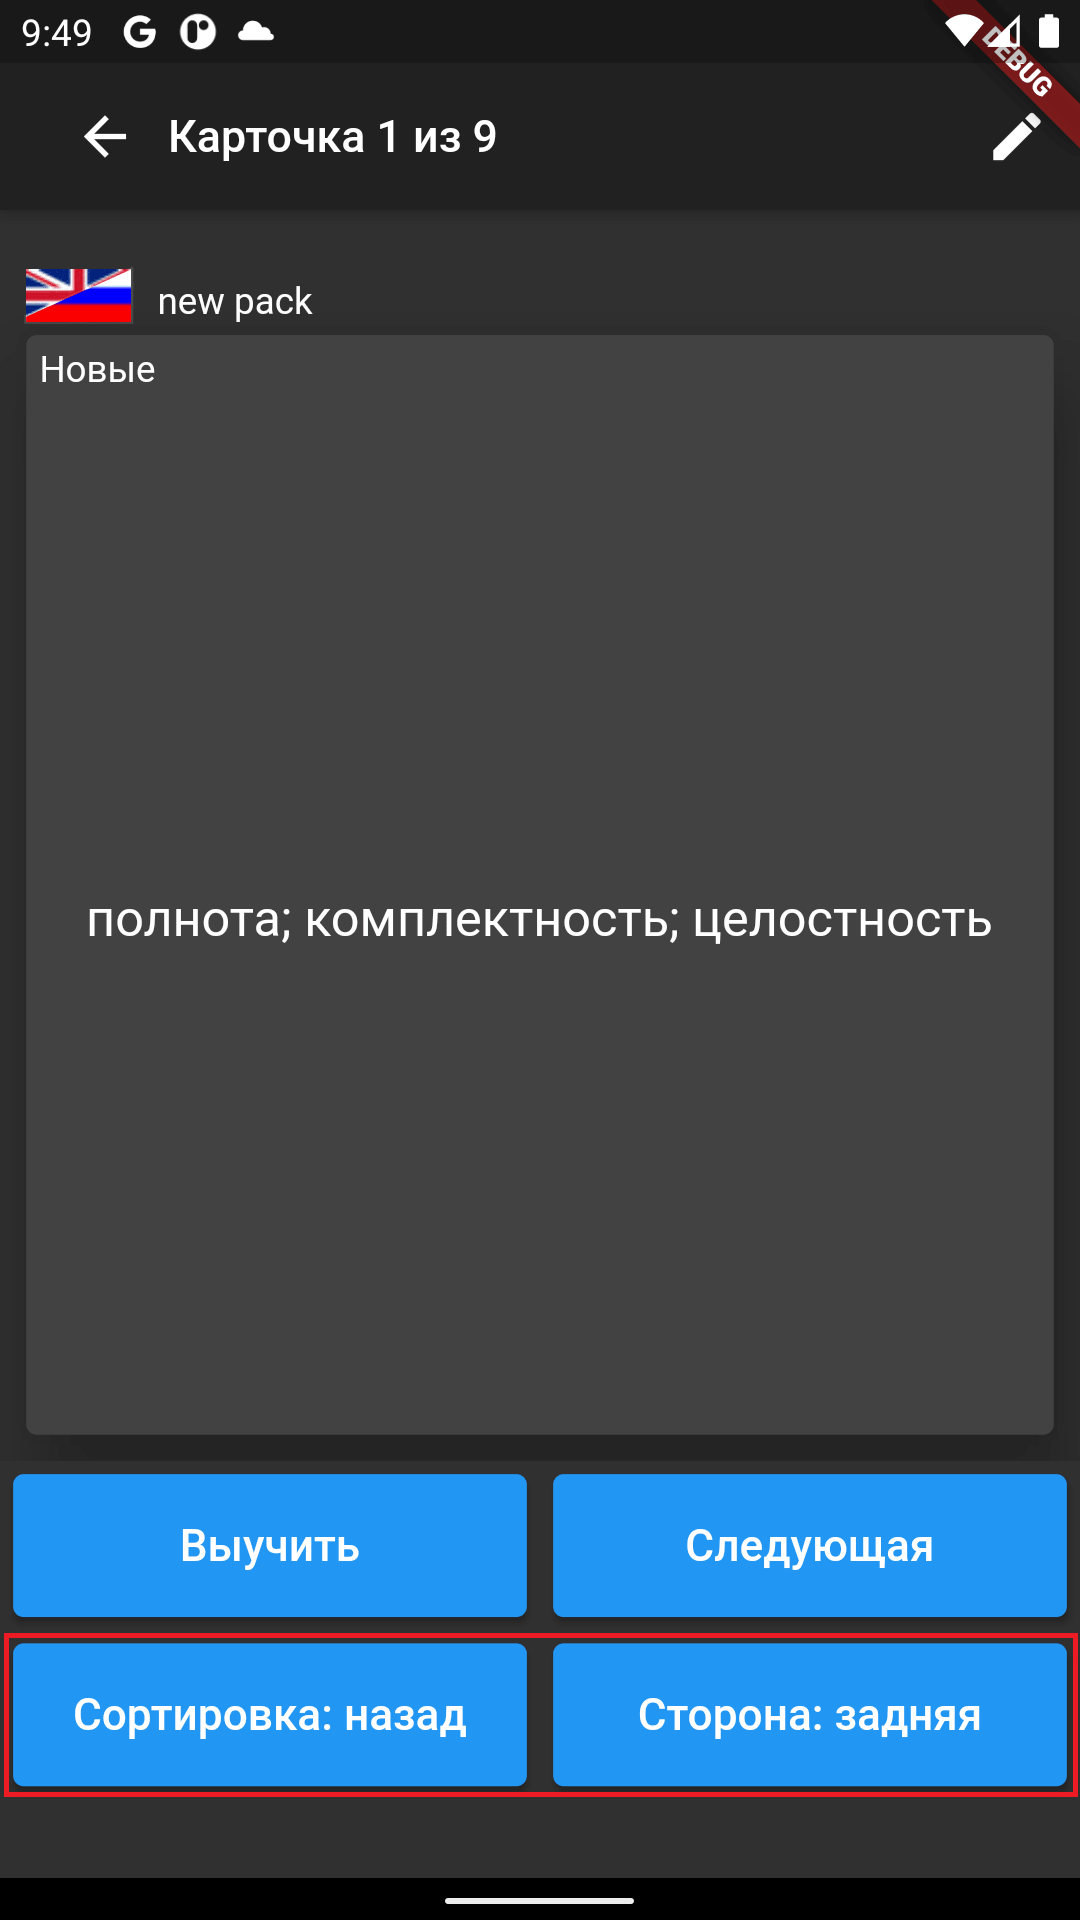 9:49
DEBUG
Карточка 1 из 9
new pack
Новые
полнота; комплектность; целостность
Выучить
Следующая
Сортировка: назад
Сторона: задняя